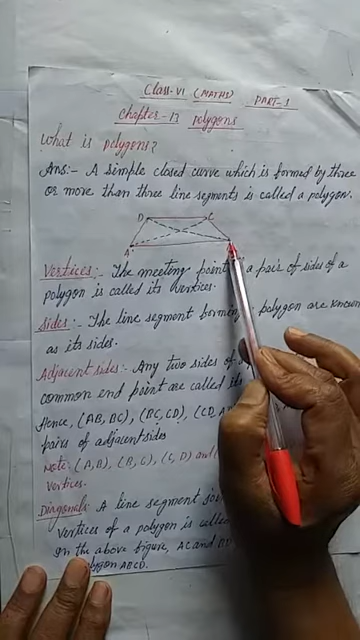 Class-VI (MATHS) PART-1
Chapter-13 Polygons
What is polygons?
Ans:- A simple closed curve which is formed by three
or more than three line segments is called a polygon.
D C
A
Vertices:- The meeting point a pair of sides of a
polygon is called its vertices.
Sides:- The line segment forming polygon are known
as its sides.
Adjacent sides:- Any two sides of
common end point are called its
Hence, (AB, BC), (BC, CD), (CD,
pairs of adjacent sides
Note: (A, B), (B, C), (C, D) and
vertices.
Diagonals: A line segment
vertices of a polygon is called
In the above figure, AC and
ABCD.